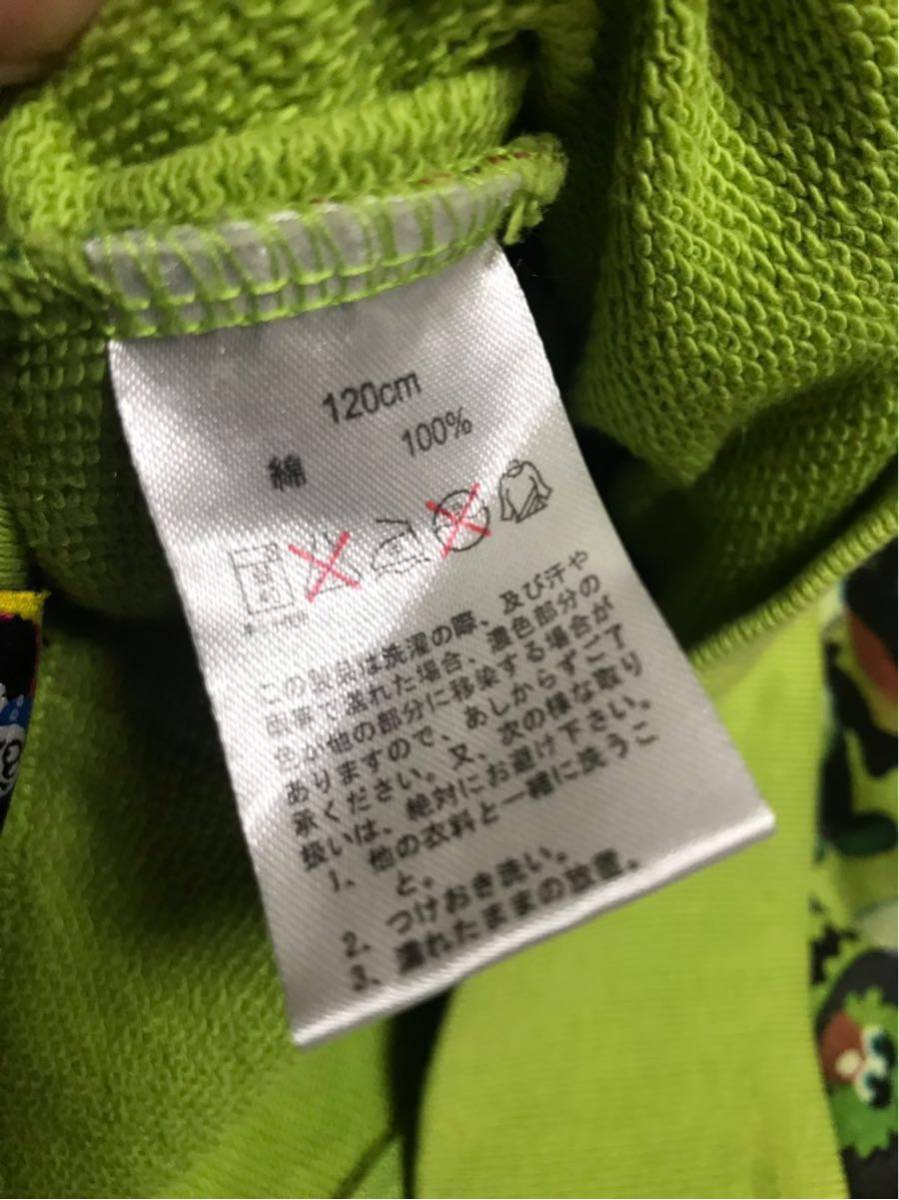 120cm
綿 100%
この製品は洗濯の際、及び汗や
雨等で濡れた場合、濃色部分の
色が他の部分に移染する場合が
ありますので、あしからずご了
承ください。又、次の様な取り
扱いは、絶対にお避け下さい。
1、他の衣料と一緒に洗うこ
と。
2、つけおき洗い。
3、濡れたままの放置。